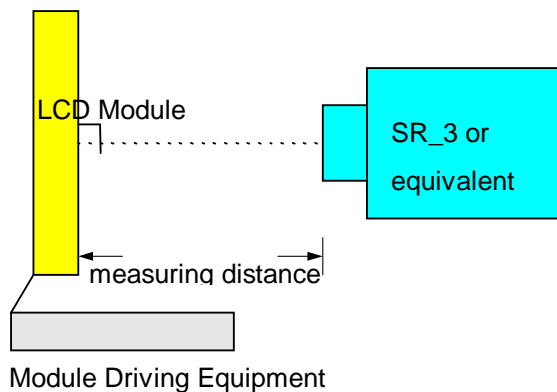 LCD Module
SR_3 or
equivalent
measuring distance
Module Driving Equipment